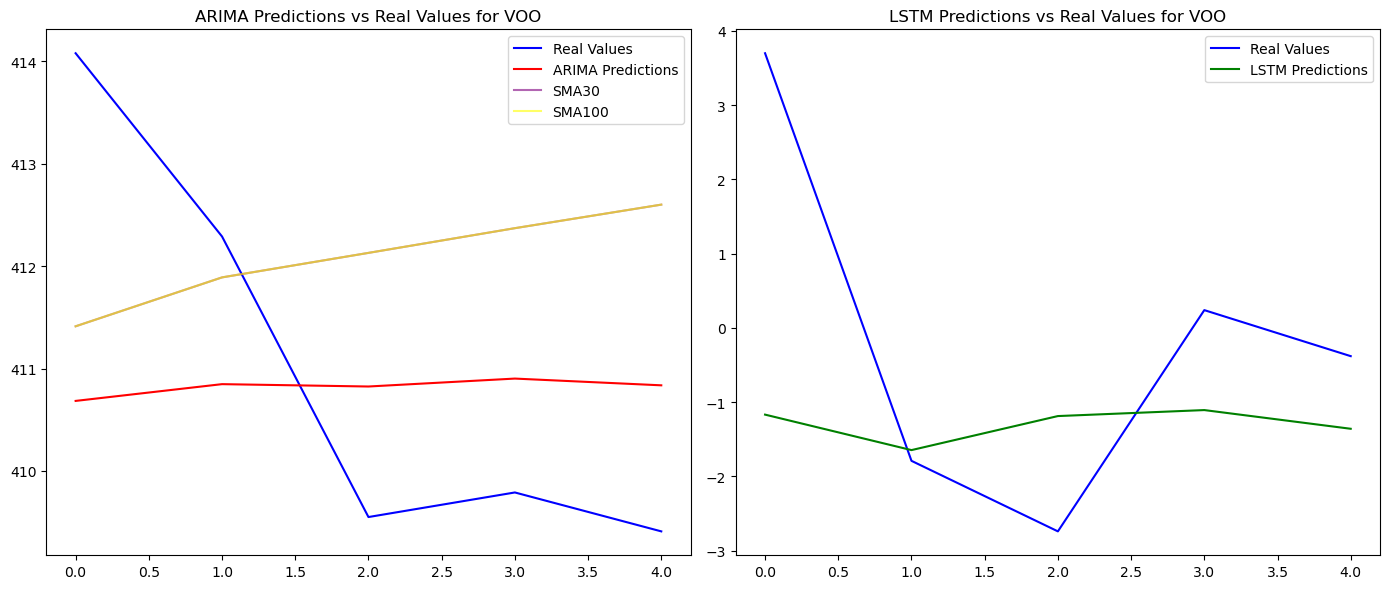 ARIMA Predictions vs Real Values for VOO
Real Values
ARIMA Predictions
SMA30
SMA100
414
413
412
411
410
0.0 0.5 1.0 1.5 2.0 2.5 3.0 3.5 4.0
LSTM Predictions vs Real Values for VOO
Real Values
LSTM Predictions
4
3
2
1
0
−1
−2
−3
0.0 0.5 1.0 1.5 2.0 2.5 3.0 3.5 4.0